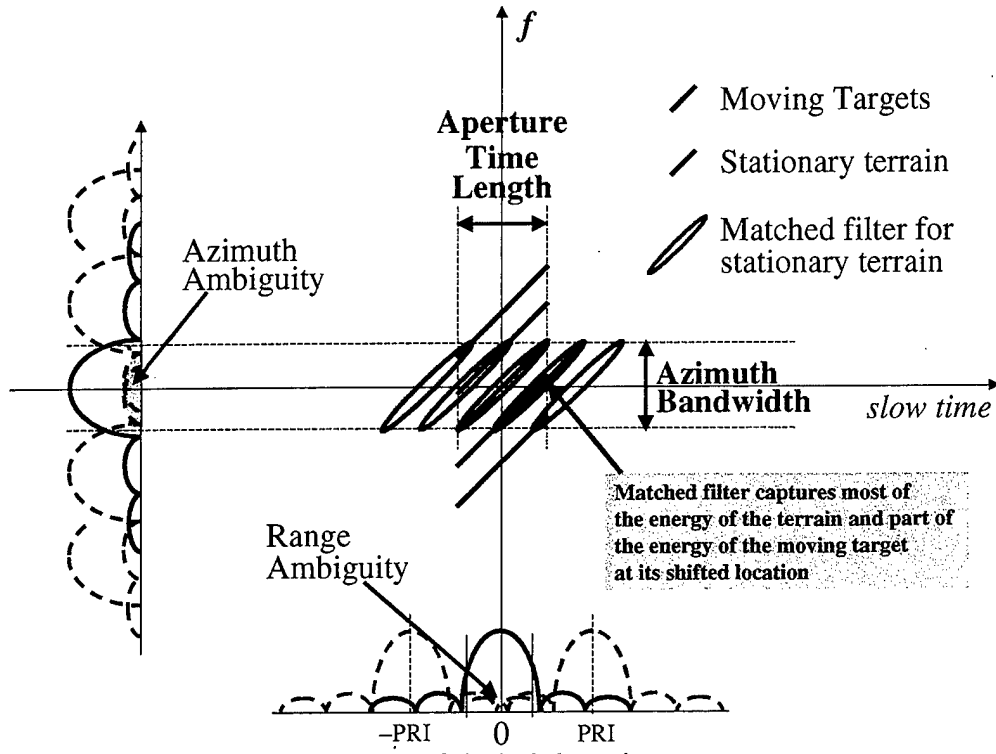 f
Moving Targets
Aperture
Time
Length
Stationary terrain
Matched filter for
stationary terrain
Azimuth
Ambiguity
Azimuth
Bandwidth
slow time
Matched filter captures most of
the energy of the terrain and part of
the energy of the moving target
at its shifted location
Range
Ambiguity
–PRI
0
PRI